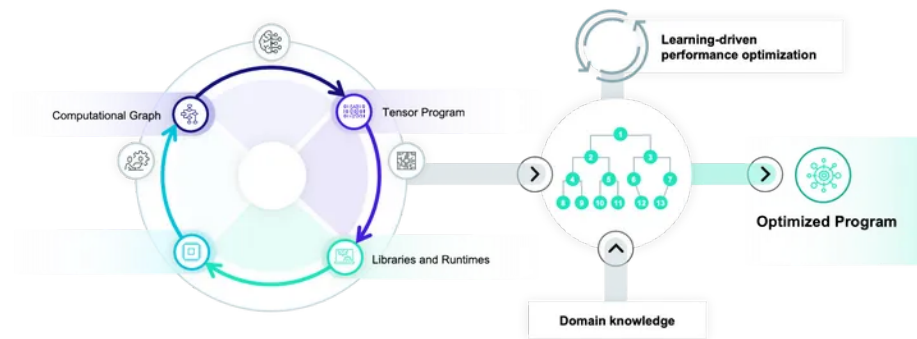 Learning-driven
performance optimization
Computational Graph
Tensor Program
1
2
3
4
5
6
7
8
9
10
11
12
13
Optimized Program
Libraries and Runtimes
Domain knowledge